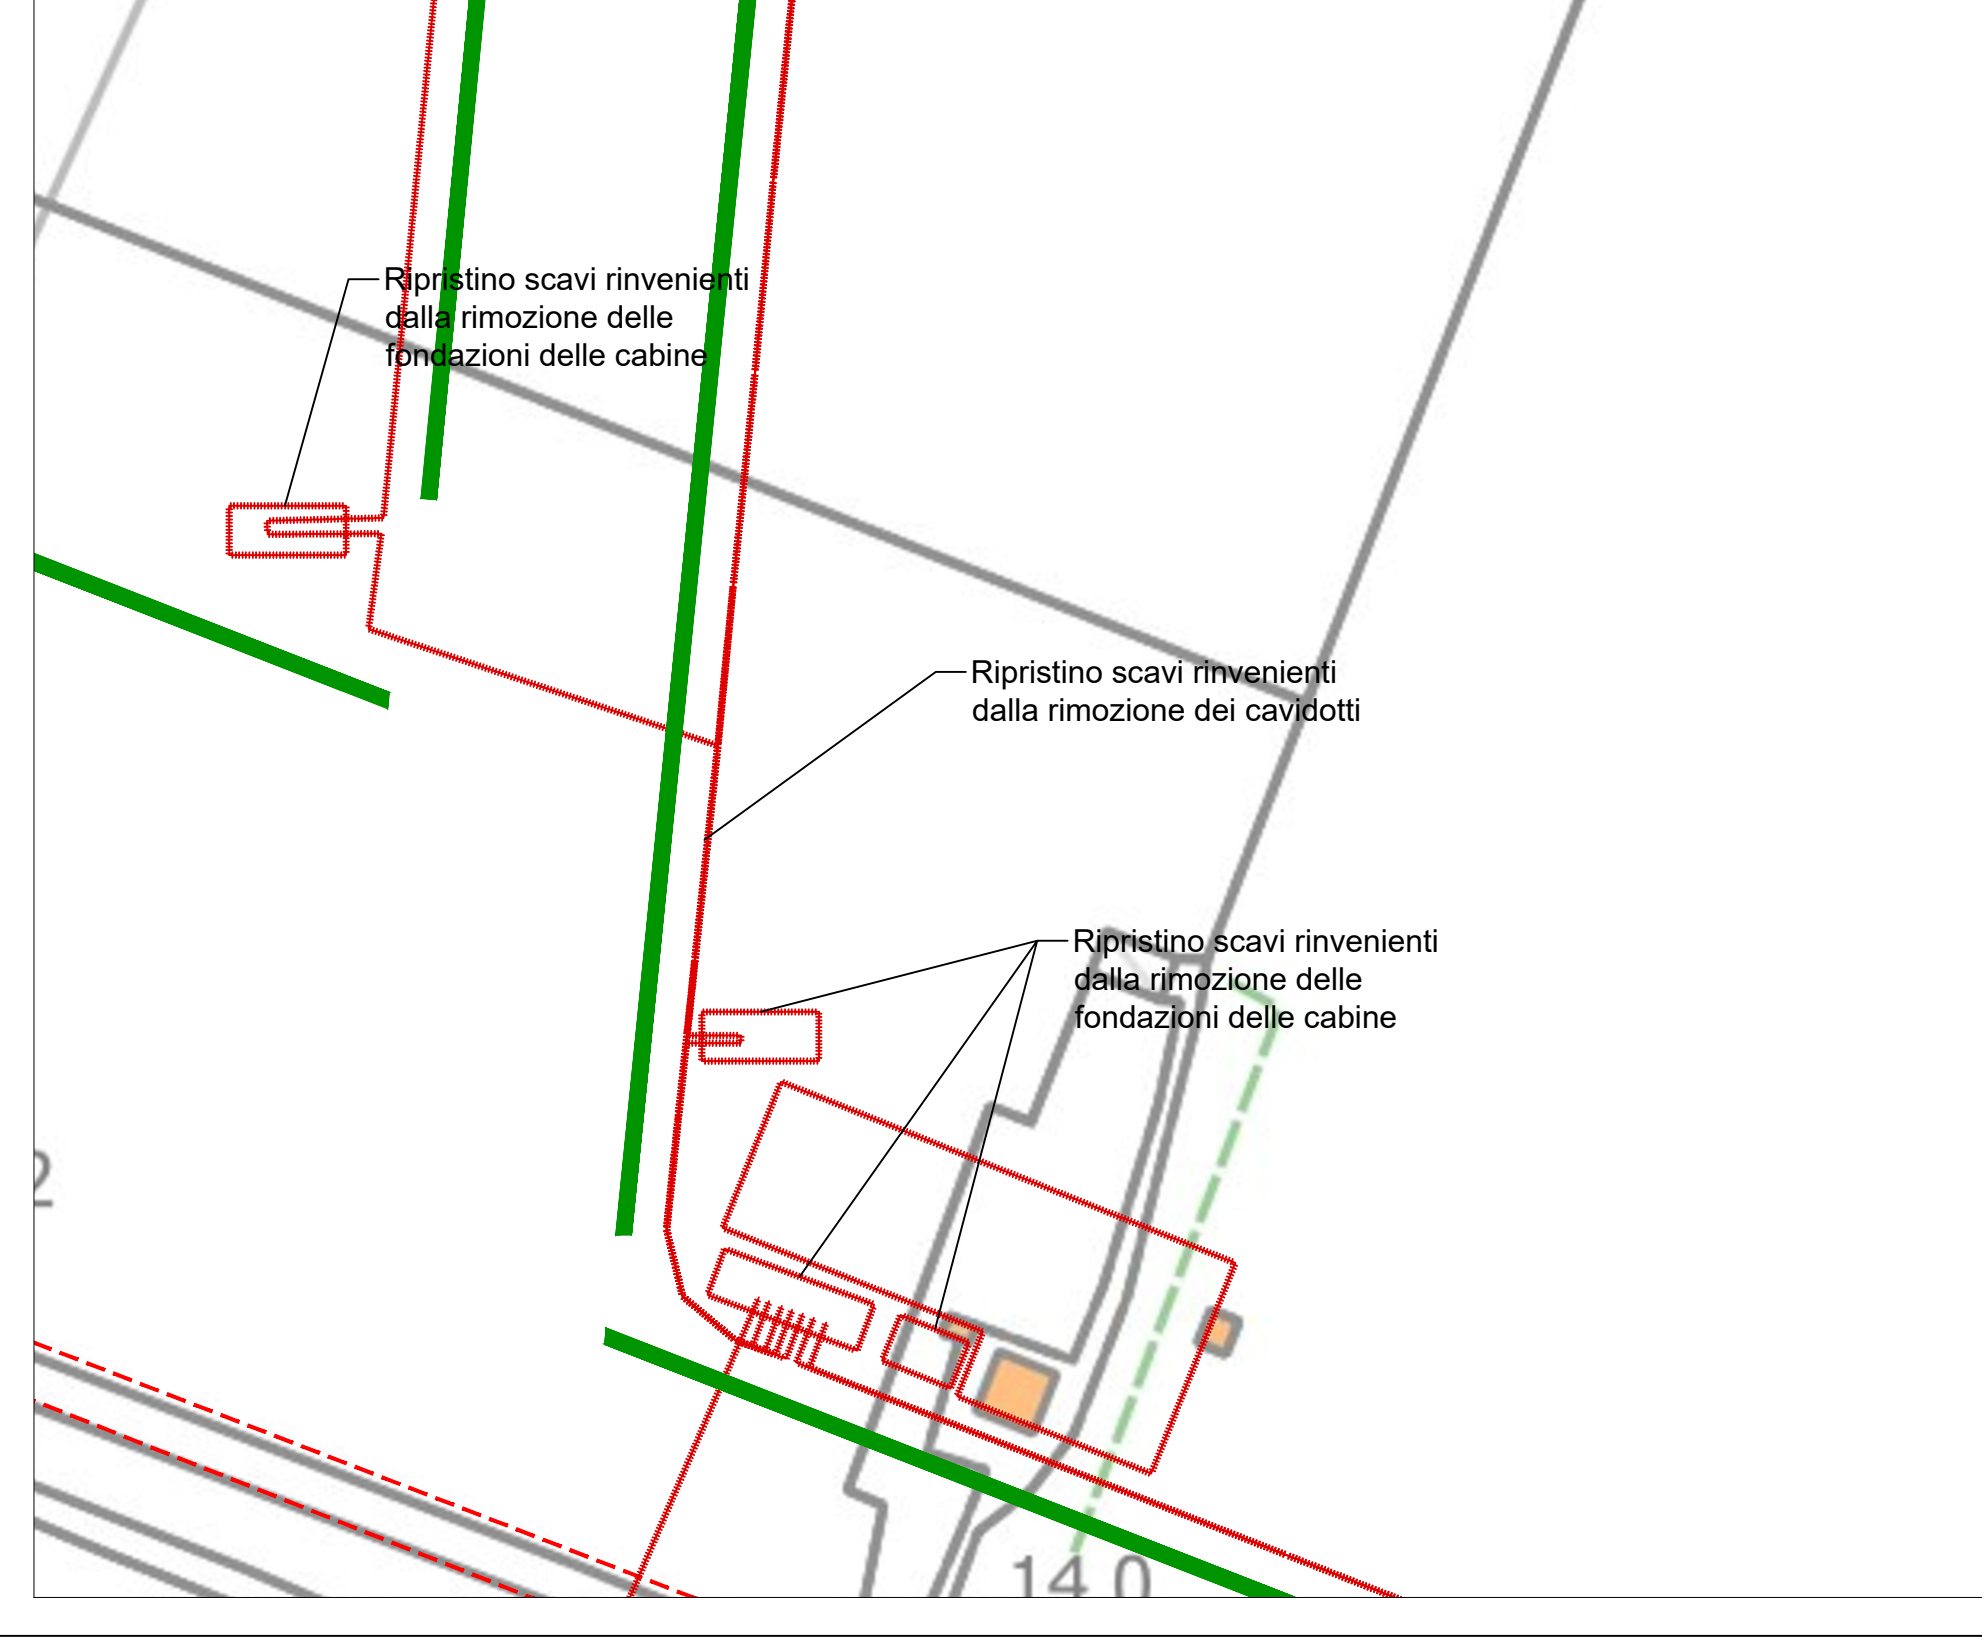 Ripristino scavi rinvenienti
dalla rimozione delle
fondazioni delle cabine
Ripristino scavi rinvenienti
dalla rimozione dei cavidotti
Ripristino scavi rinvenienti
dalla rimozione delle
fondazioni delle cabine
2
14 0